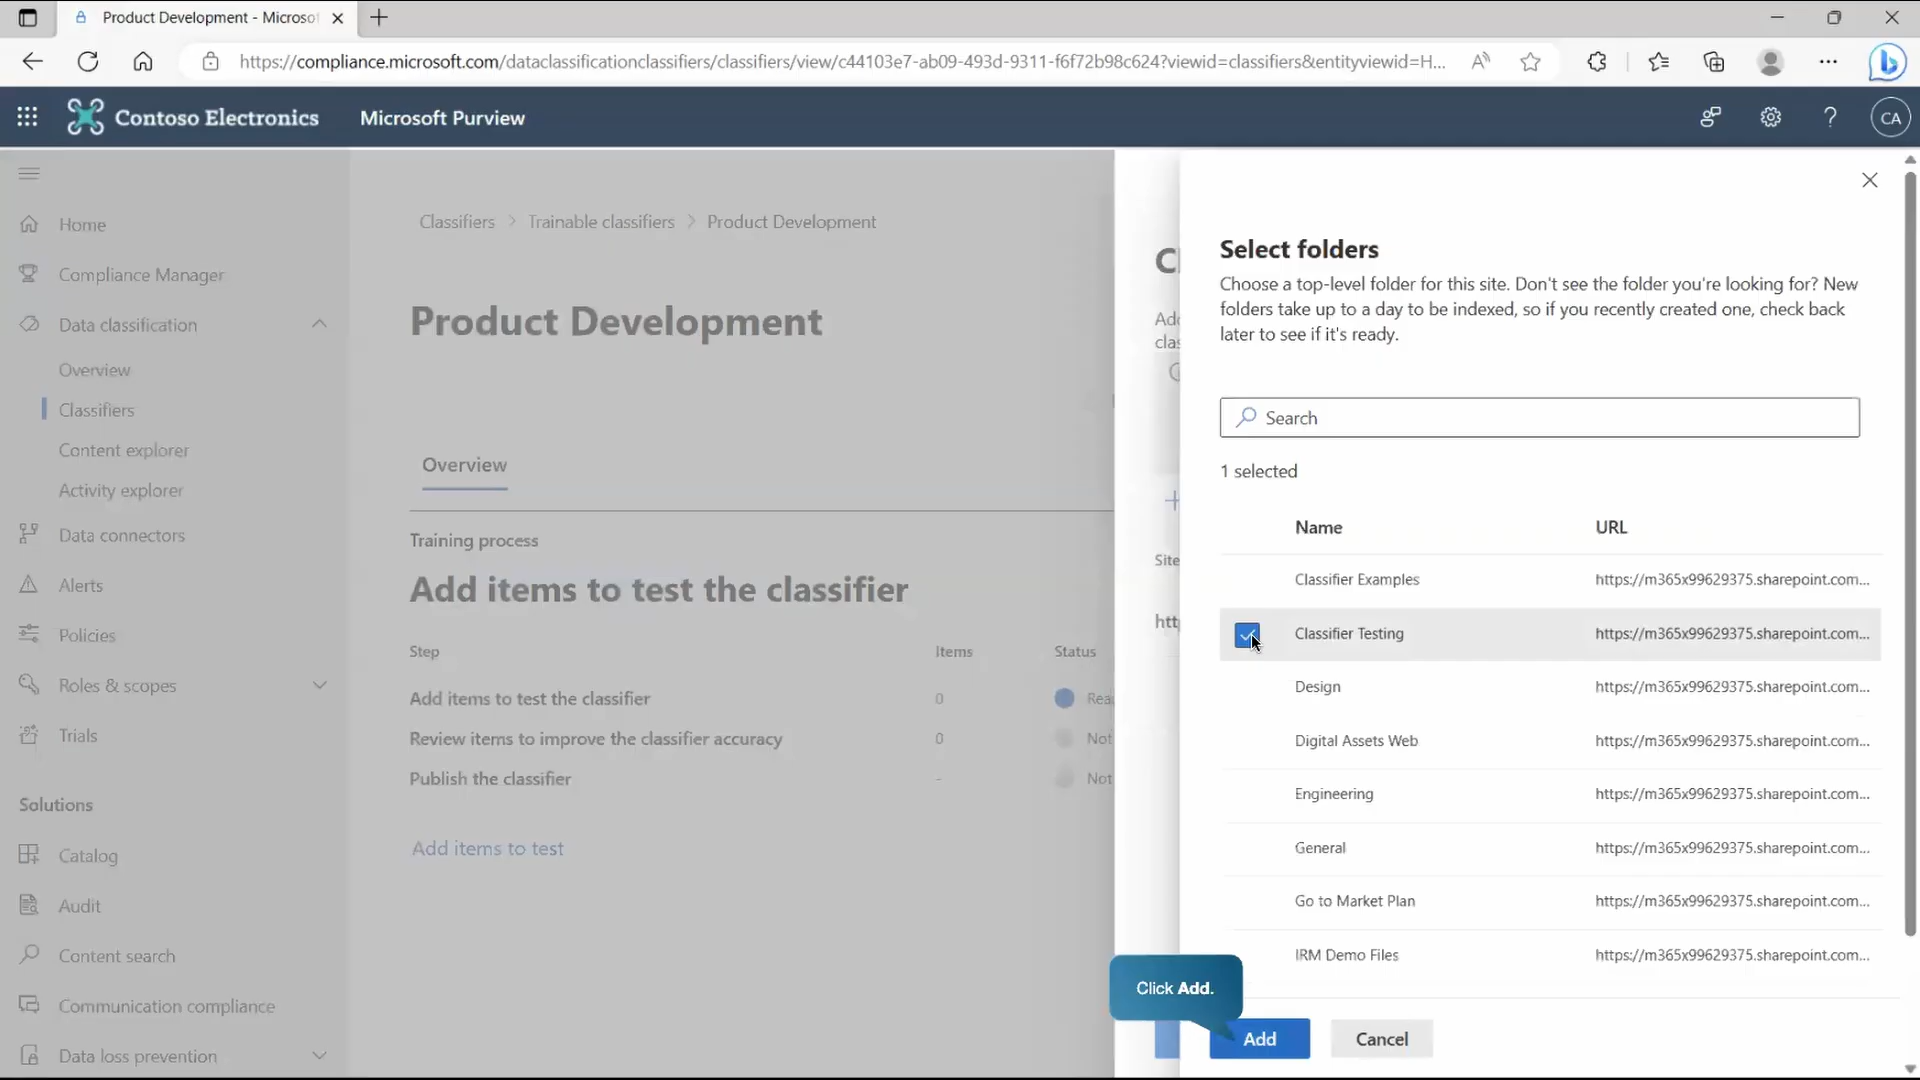 Product Development - Microsof
https://compliance.microsoft.com/dataclassificationclassifiers/classifiers/view/c44103e7-ab09-493d-9311-f6f72b98c624?viewid=classifiers&entityviewid=H...
Contoso Electronics
Microsoft Purview
CA
Home
Compliance Manager
Data classification
Overview
Classifiers
Content explorer
Activity explorer
Data connectors
Alerts
Policies
Roles & scopes
Trials
Solutions
Catalog
Audit
Content search
Communication compliance
Data loss prevention
Classifiers > Trainable classifiers > Product Development
Product Development
Overview
Training process
Add items to test the classifier
Step Items Status
Add items to test the classifier 0 Rea
Review items to improve the classifier accuracy 0 Not
Publish the classifier - Not
Add items to test
Add
clas
Site
http
Select folders
Choose a top-level folder for this site. Don't see the folder you're looking for? New
folders take up to a day to be indexed, so if you recently created one, check back
later to see if it's ready.
Search
1 selected
Name URL
Classifier Examples https://m365x99629375.sharepoint.com...
Classifier Testing https://m365x99629375.sharepoint.com...
Design https://m365x99629375.sharepoint.com...
Digital Assets Web https://m365x99629375.sharepoint.com...
Engineering https://m365x99629375.sharepoint.com...
General https://m365x99629375.sharepoint.com...
Go to Market Plan https://m365x99629375.sharepoint.com...
IRM Demo Files https://m365x99629375.sharepoint.com...
Click Add.
Add
Cancel